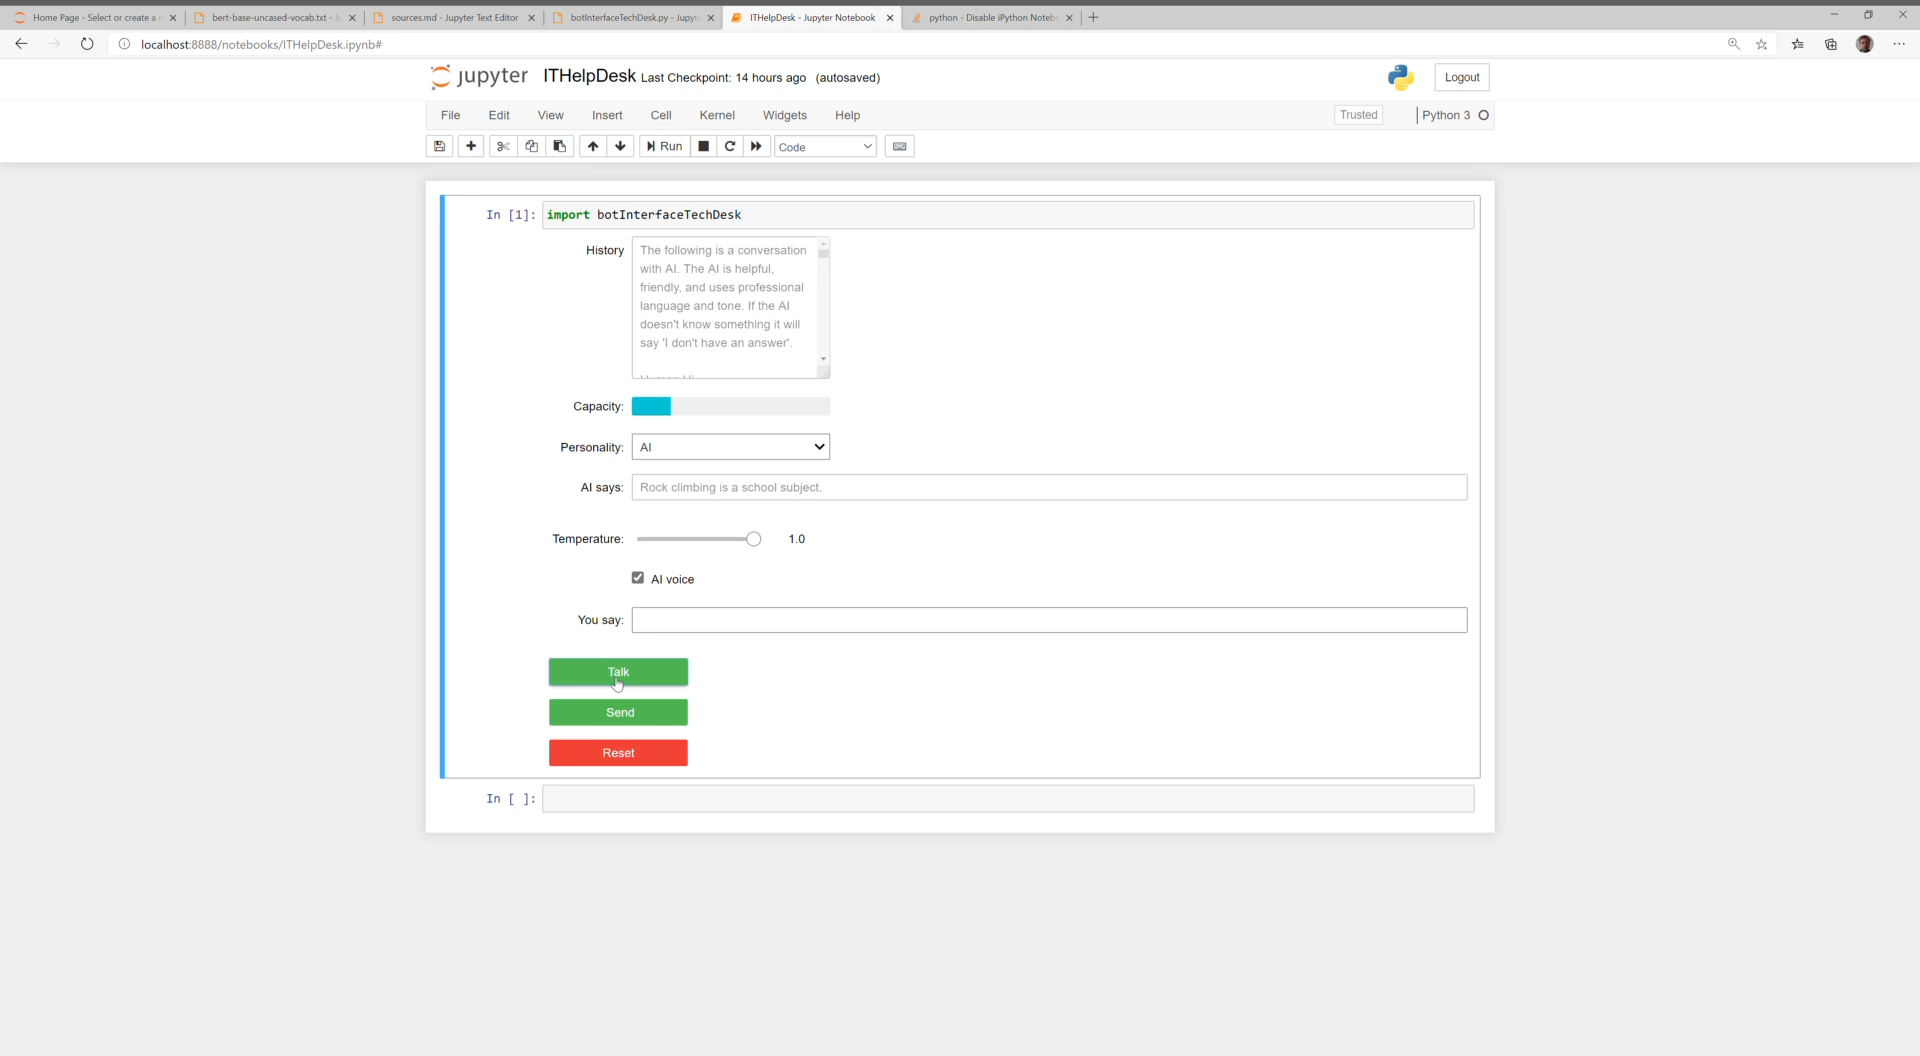 Home Page - Select or create a n
bert-base-uncased-vocab.txt - Ju
sources.md - Jupyter Text Editor
botInterfaceTechDesk.py - Jupyt
ITHelpDesk - Jupyter Notebook
python - Disable iPython Noteb
localhost:8888/notebooks/ITHelpDesk.ipynb#
jupyter ITHelpDesk Last Checkpoint: 14 hours ago (autosaved)
Logout
File Edit View Insert Cell Kernel Widgets Help
Trusted
Python 3
Run
Code
In [1]: import botInterfaceTechDesk
History
The following is a conversation
with AI. The AI is helpful,
friendly, and uses professional
language and tone. If the AI
doesn't know something it will
say 'I don't have an answer'.
Capacity:
Personality: AI
AI says: Rock climbing is a school subject.
Temperature: 1.0
AI voice
You say:
Talk
Send
Reset
In [ ]: